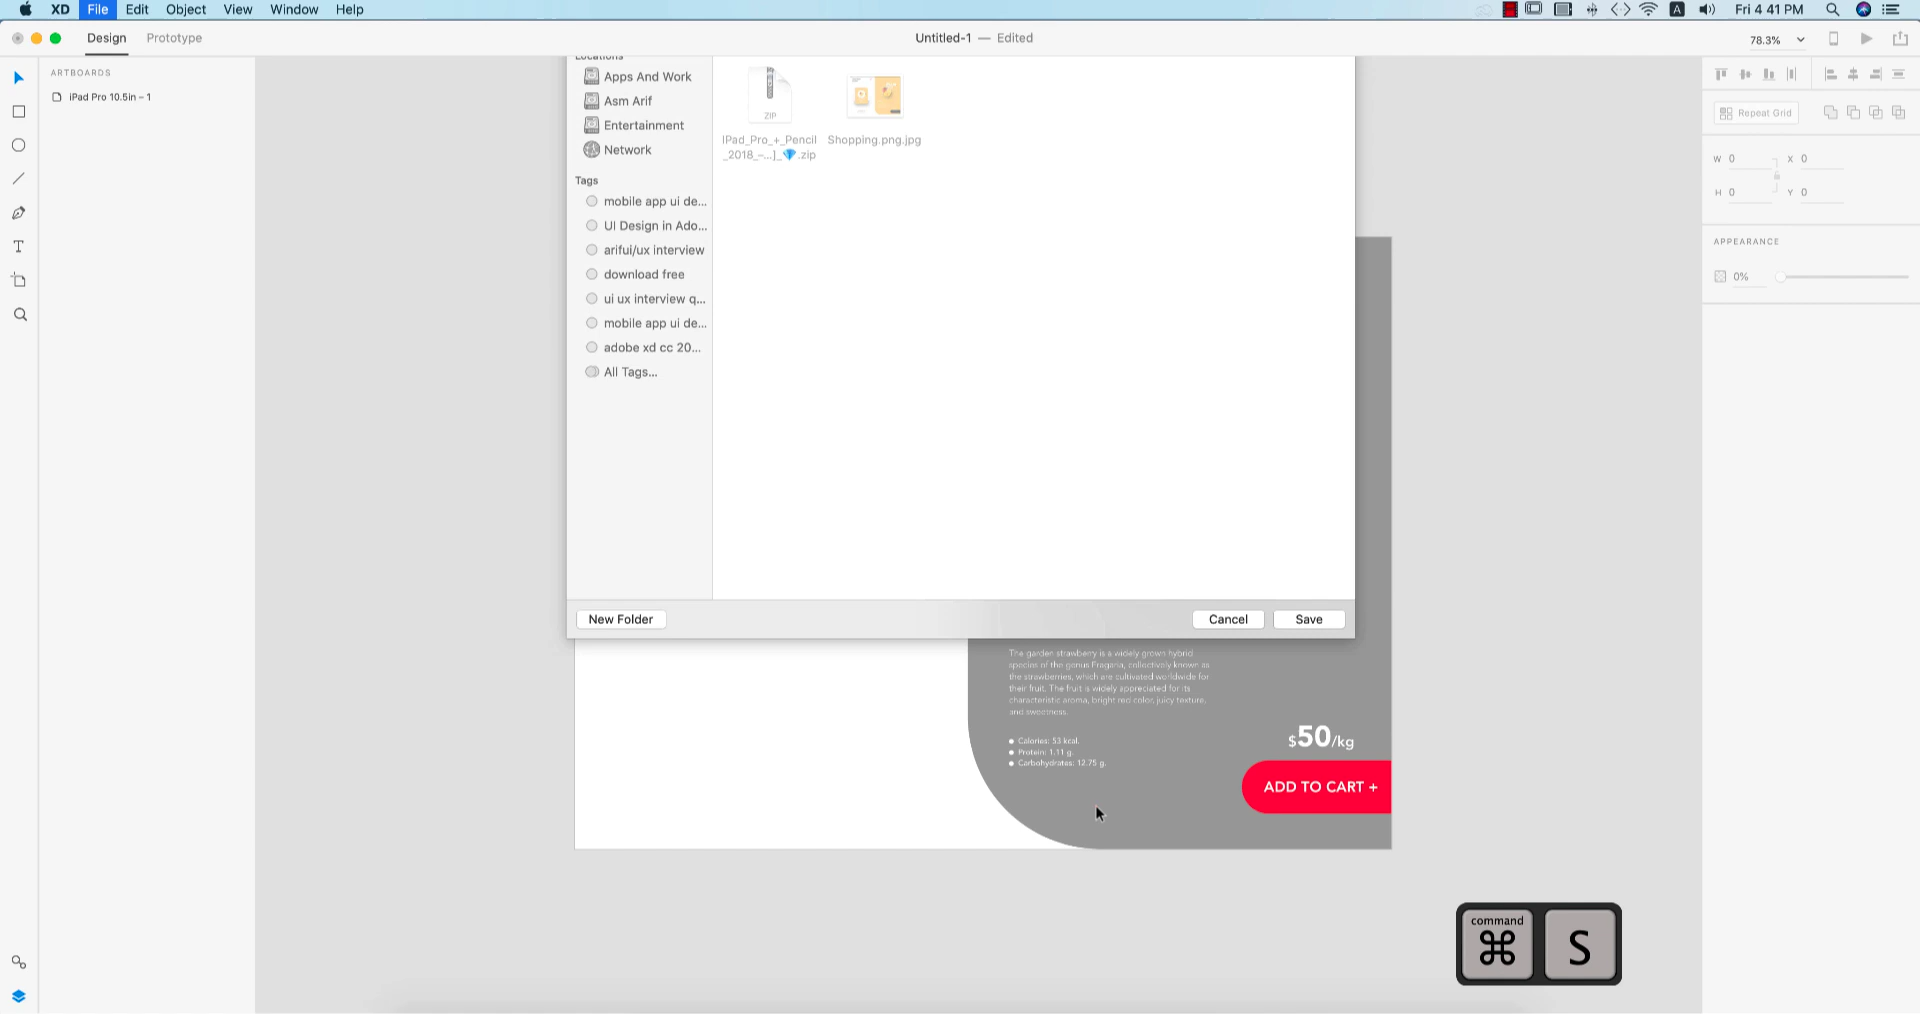 XD File Edit Object View Window Help
A Fri 4 41 PM
Design Prototype
Untitled-1 — Edited
78.3%
ARTBOARDS
iPad Pro 10.5in – 1
Locations
Apps And Work
Asm Arif
Entertainment
Network
Tags
mobile app ui de...
UI Design in Ado...
arifui/ux interview
download free
ui ux interview q...
mobile app ui de...
adobe xd cc 20...
All Tags...
ZIP
IPad_Pro_+_Pencil
_2018_-...]_💎.zip
Shopping.png.jpg
New Folder
Cancel
Save
The garden strawberry is a widely grown hybrid
species of the genus Fragaria, collectively known as
the strawberries, which are cultivated worldwide for
their fruit. The fruit is widely appreciated for its
characteristic aroma, bright red color, juicy texture,
and sweetness.
Calories: 53 kcal.
Protein: 1.11 g.
Carbohydrates: 12.75 g.
$50/kg
ADD TO CART +
Repeat Grid
W 0 X 0
H 0 Y 0
APPEARANCE
0%
T
command
⌘ S